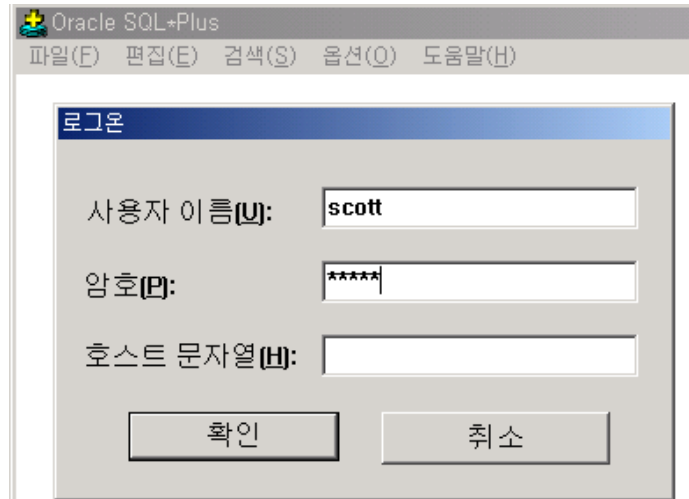 Oracle SQL*Plus
파일(F) 편집(E) 검색(S) 옵션(O) 도움말(H)
로그온
사용자 이름(U): scott
암호(P): *****
호스트 문자열(H):
확인 취소